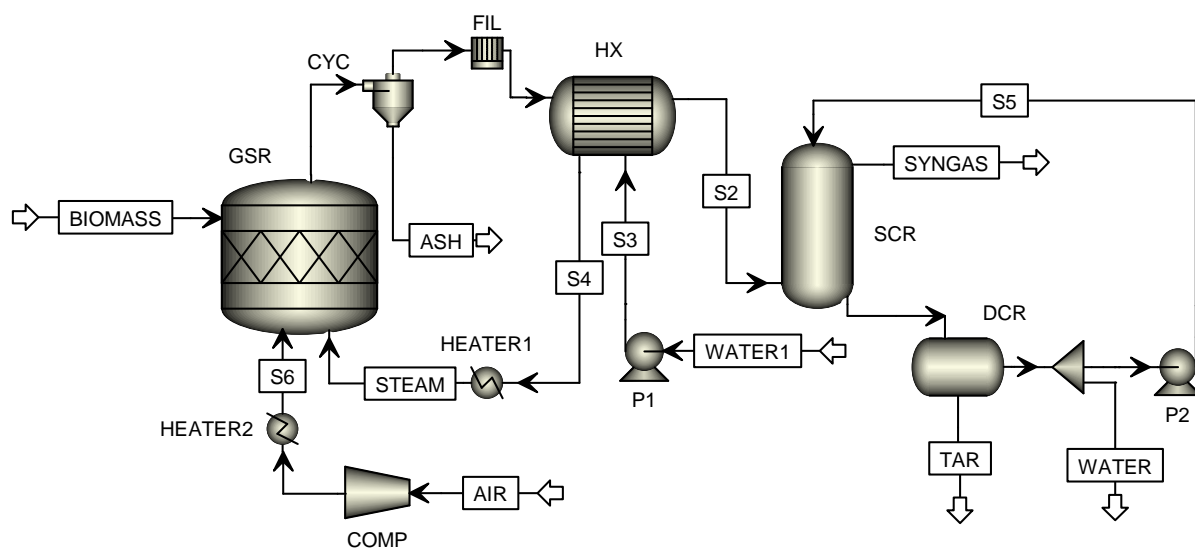 FIL
HX
CYC
S5
GSR
SYNGAS
S2
BIOMASS
S3
SCR
ASH
S4
DCR
HEATER1
WATER1
S6
STEAM
P1
P2
HEATER2
TAR
WATER
AIR
COMP